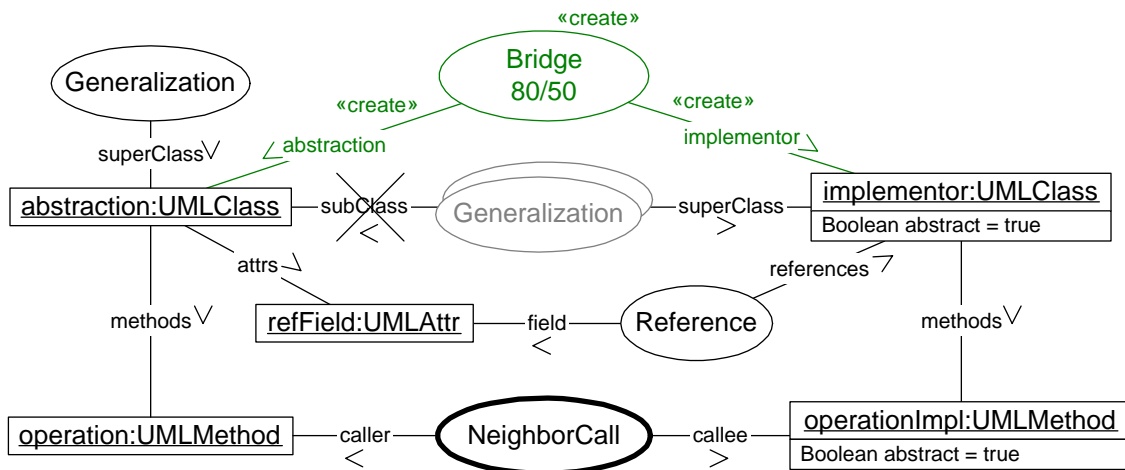 «create»
Bridge
80/50
Generalization
«create»
«create»
abstraction
implementor
superClass
abstraction:UMLClass
subClass
Generalization
superClass
implementor:UMLClass
Boolean abstract = true
attrs
references
methods
refField:UMLAttr
field
Reference
methods
operation:UMLMethod
caller
NeighborCall
callee
operationImpl:UMLMethod
Boolean abstract = true